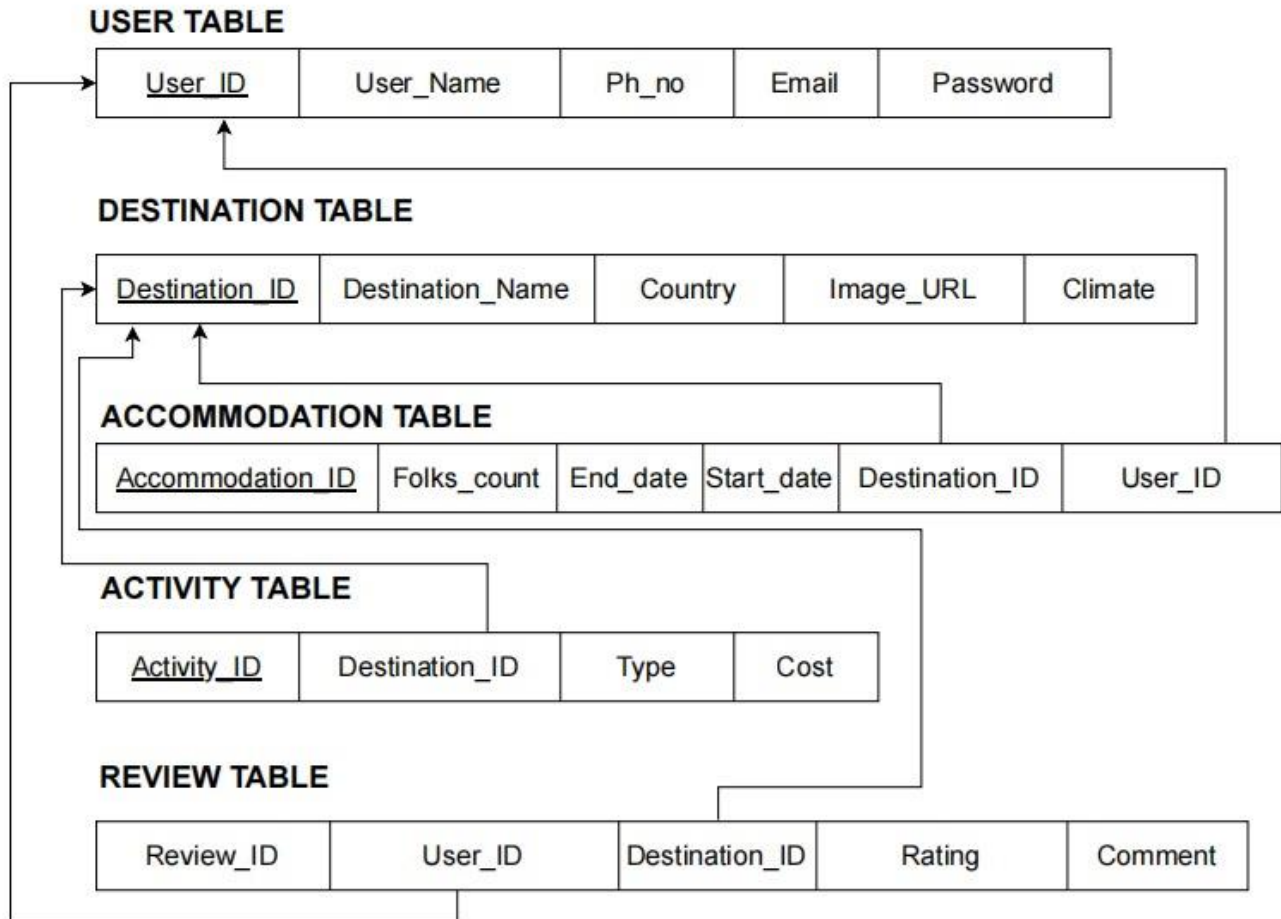 USER TABLE
User_ID User_Name Ph_no Email Password
DESTINATION TABLE
Destination_ID Destination_Name Country Image_URL Climate
ACCOMMODATION TABLE
Accommodation_ID Folks_count End_date Start_date Destination_ID User_ID
ACTIVITY TABLE
Activity_ID Destination_ID Type Cost
REVIEW TABLE
Review_ID User_ID Destination_ID Rating Comment